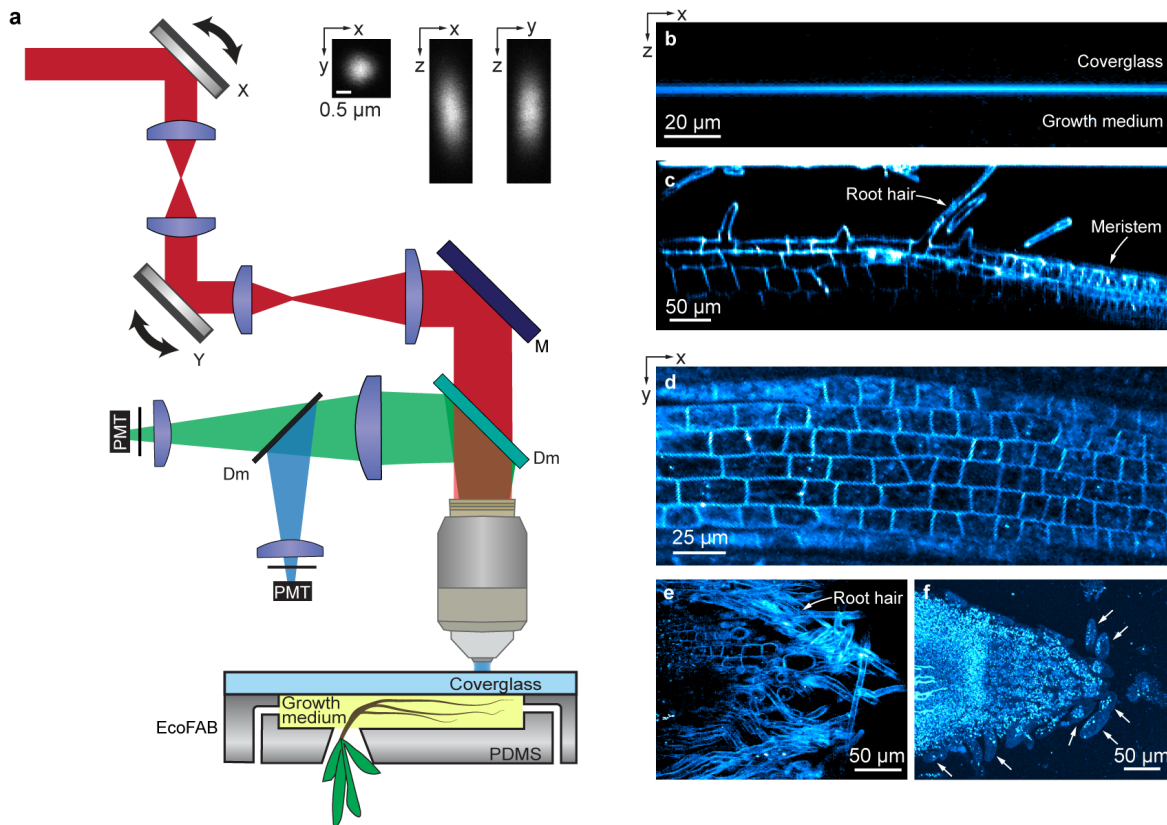 a
X
x
y
0.5 µm
x
z
y
z
Y
M
PMT
Dm
Dm
PMT
Coverglass
Growth
medium
EcoFAB
PDMS
x
z
b
Coverglass
Growth medium
20 µm
c
Root hair
Meristem
50 µm
x
y
d
25 µm
e
Root hair
50 µm
f
50 µm